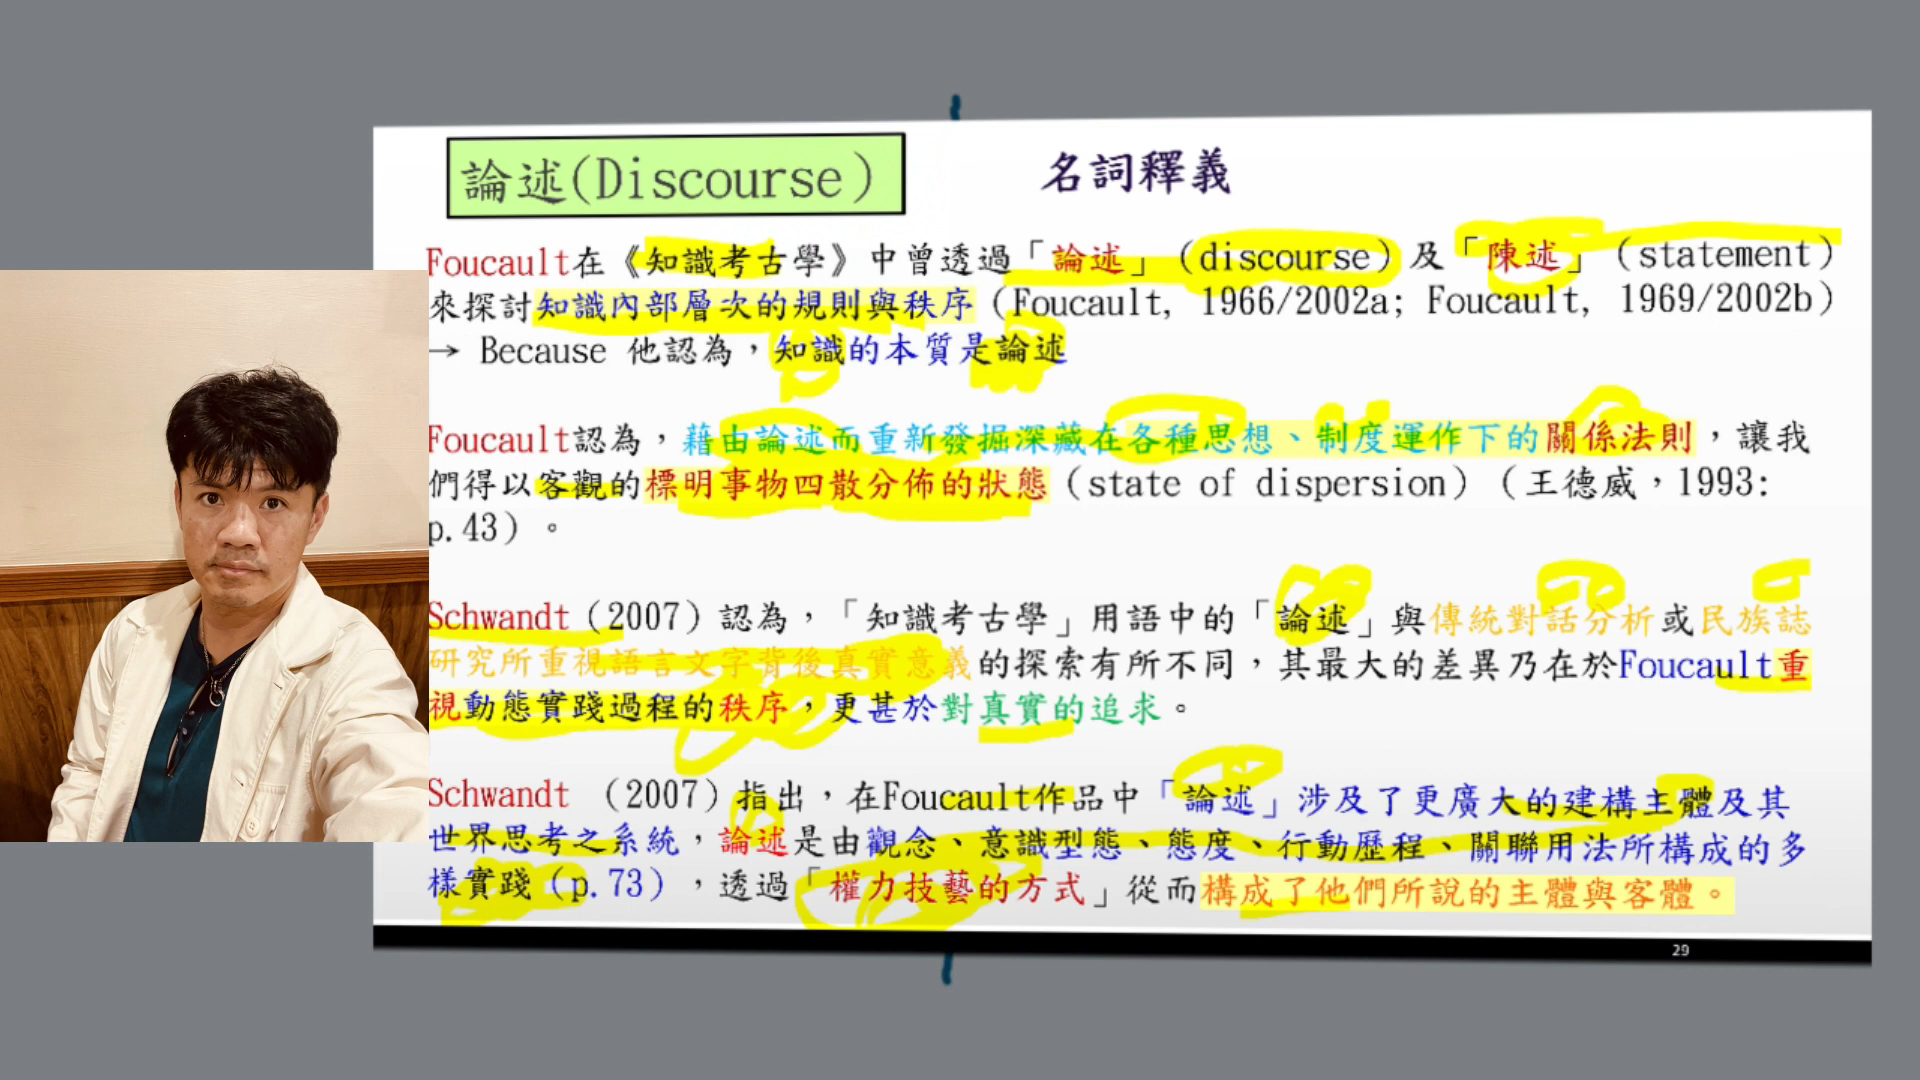 論述(Discourse)
名詞釋義
Foucault在《知識考古學》中曾透過「論述」（discourse）及「陳述」（statement）
來探討知識內部層次的規則與秩序（Foucault, 1966/2002a; Foucault, 1969/2002b）
→ Because 他認為，知識的本質是論述
Foucault認為，藉由論述而重新發掘深藏在各種思想、制度運作下的關係法則，讓我
們得以客觀的標明事物四散分佈的狀態（state of dispersion）（王德威，1993:
p.43）。
Schwandt（2007）認為，「知識考古學」用語中的「論述」與傳統對話分析或民族誌
研究所重視語言文字背後真實意義的探索有所不同，其最大的差異乃在於Foucault重
視動態實踐過程的秩序，更甚於對真實的追求。
Schwandt （2007）指出，在Foucault作品中「論述」涉及了更廣大的建構主體及其
世界思考之系統，論述是由觀念、意識型態、態度、行動歷程、關聯用法所構成的多
樣實踐（p.73），透過「權力技藝的方式」從而構成了他們所說的主體與客體。
29